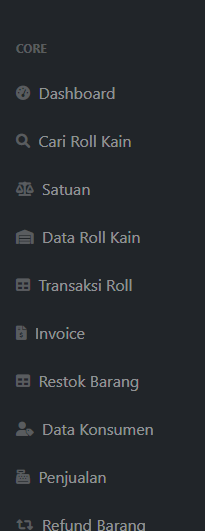 CORE
Dashboard
Cari Roll Kain
Satuan
Data Roll Kain
Transaksi Roll
Invoice
Restok Barang
Data Konsumen
Penjualan
Refund Barang